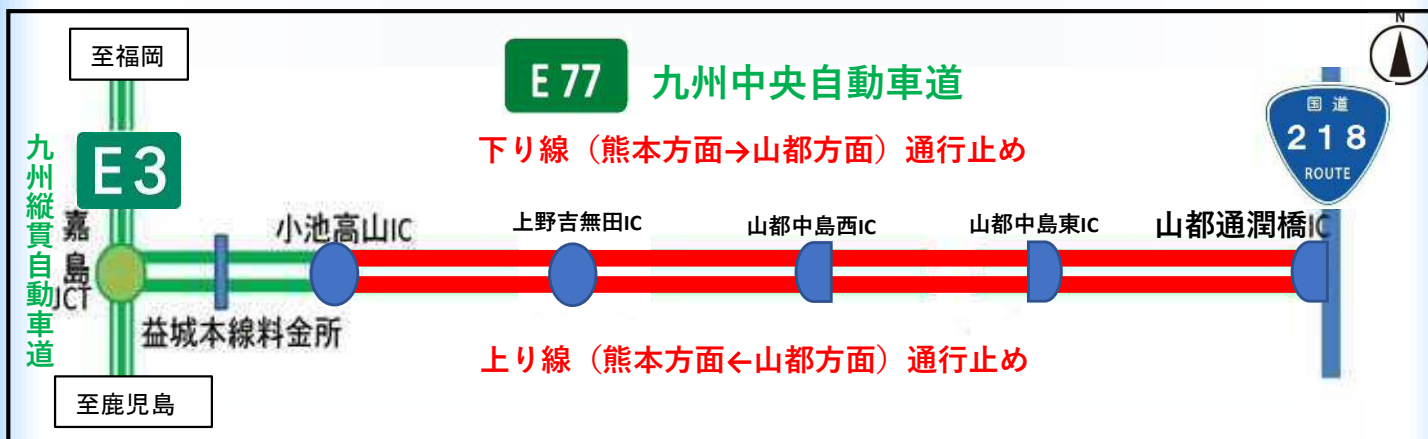 N
至福岡
E 77 九州中央自動車道
国道
218
ROUTE
下り線（熊本方面→山都方面）通行止め
九州縦貫自動車道
E3
嘉島JCT
小池高山IC
上野吉無田IC
山都中島西IC
山都中島東IC
山都通潤橋IC
益城本線料金所
上り線（熊本方面←山都方面）通行止め
至鹿児島